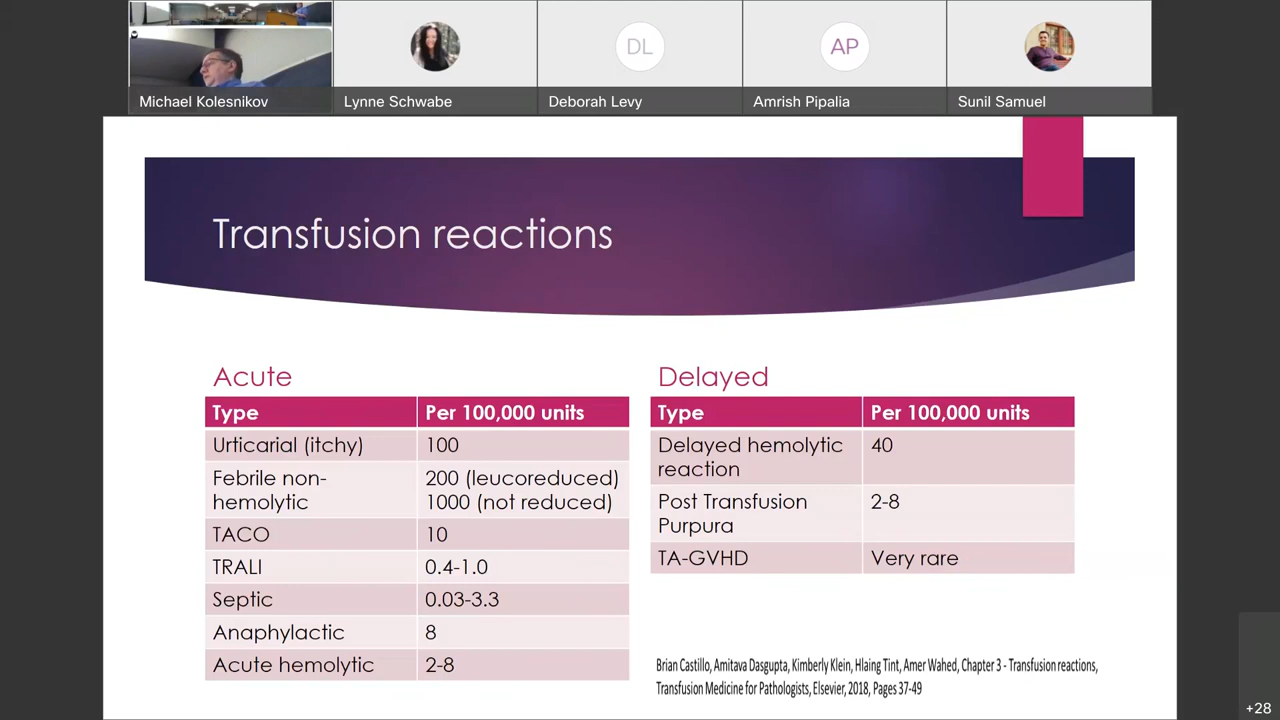 DL
AP
Michael Kolesnikov
Lynne Schwabe
Deborah Levy
Amrish Pipalia
Sunil Samuel
Transfusion reactions
Acute
Type
Per 100,000 units
Urticarial (itchy)
100
Febrile non-
hemolytic
200 (leucoreduced)
1000 (not reduced)
TACO
10
TRALI
0.4-1.0
Septic
0.03-3.3
Anaphylactic
8
Acute hemolytic
2-8
Delayed
Type
Per 100,000 units
Delayed hemolytic
reaction
40
Post Transfusion
Purpura
2-8
TA-GVHD
Very rare
Brian Castillo, Amitava Dasgupta, Kimberly Klein, Hlaing Tint, Amer Wahed, Chapter 3 - Transfusion reactions,
Transfusion Medicine for Pathologists, Elsevier, 2018, Pages 37-49
+28